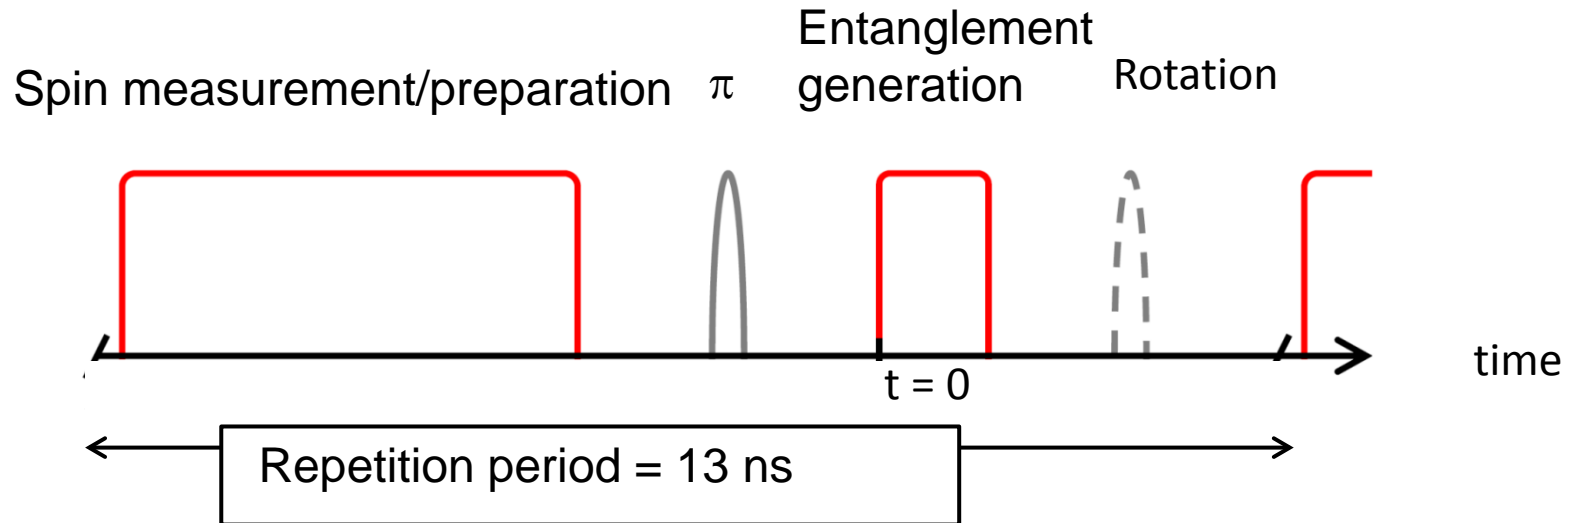 Entanglement
Spin measurement/preparation π generation Rotation
t = 0
time
Repetition period = 13 ns